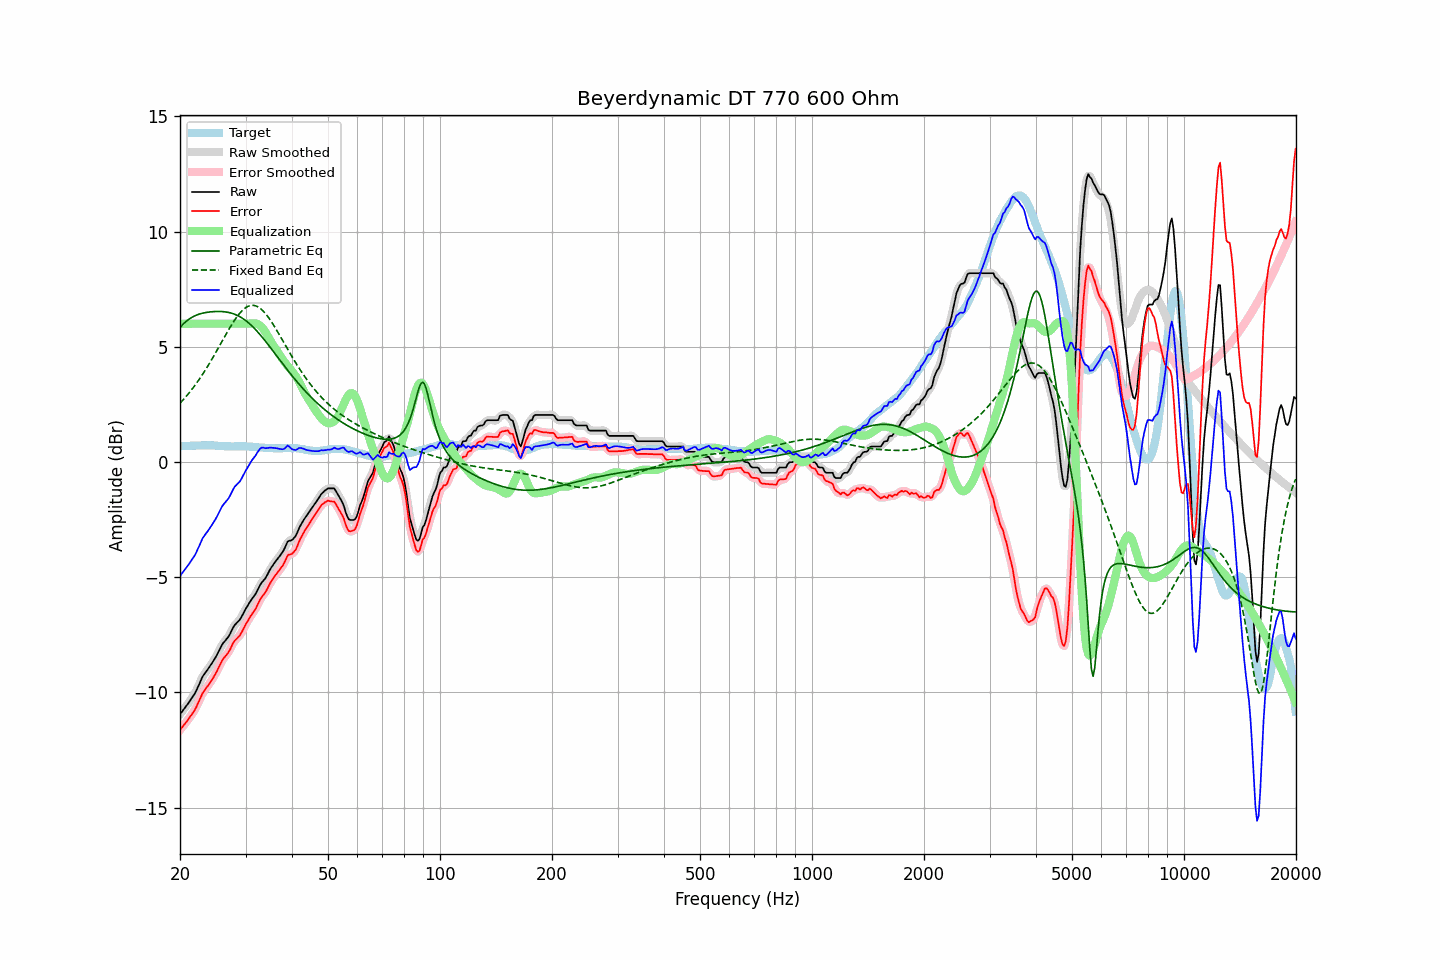 Beyerdynamic DT 770 600 Ohm
15
10
5
0
−5
−10
−15
Amplitude (dBr)
Target
Raw Smoothed
Error Smoothed
Raw
Error
Equalization
Parametric Eq
Fixed Band Eq
Equalized
20 50 100 200 500 1000 2000 5000 10000 20000
Frequency (Hz)